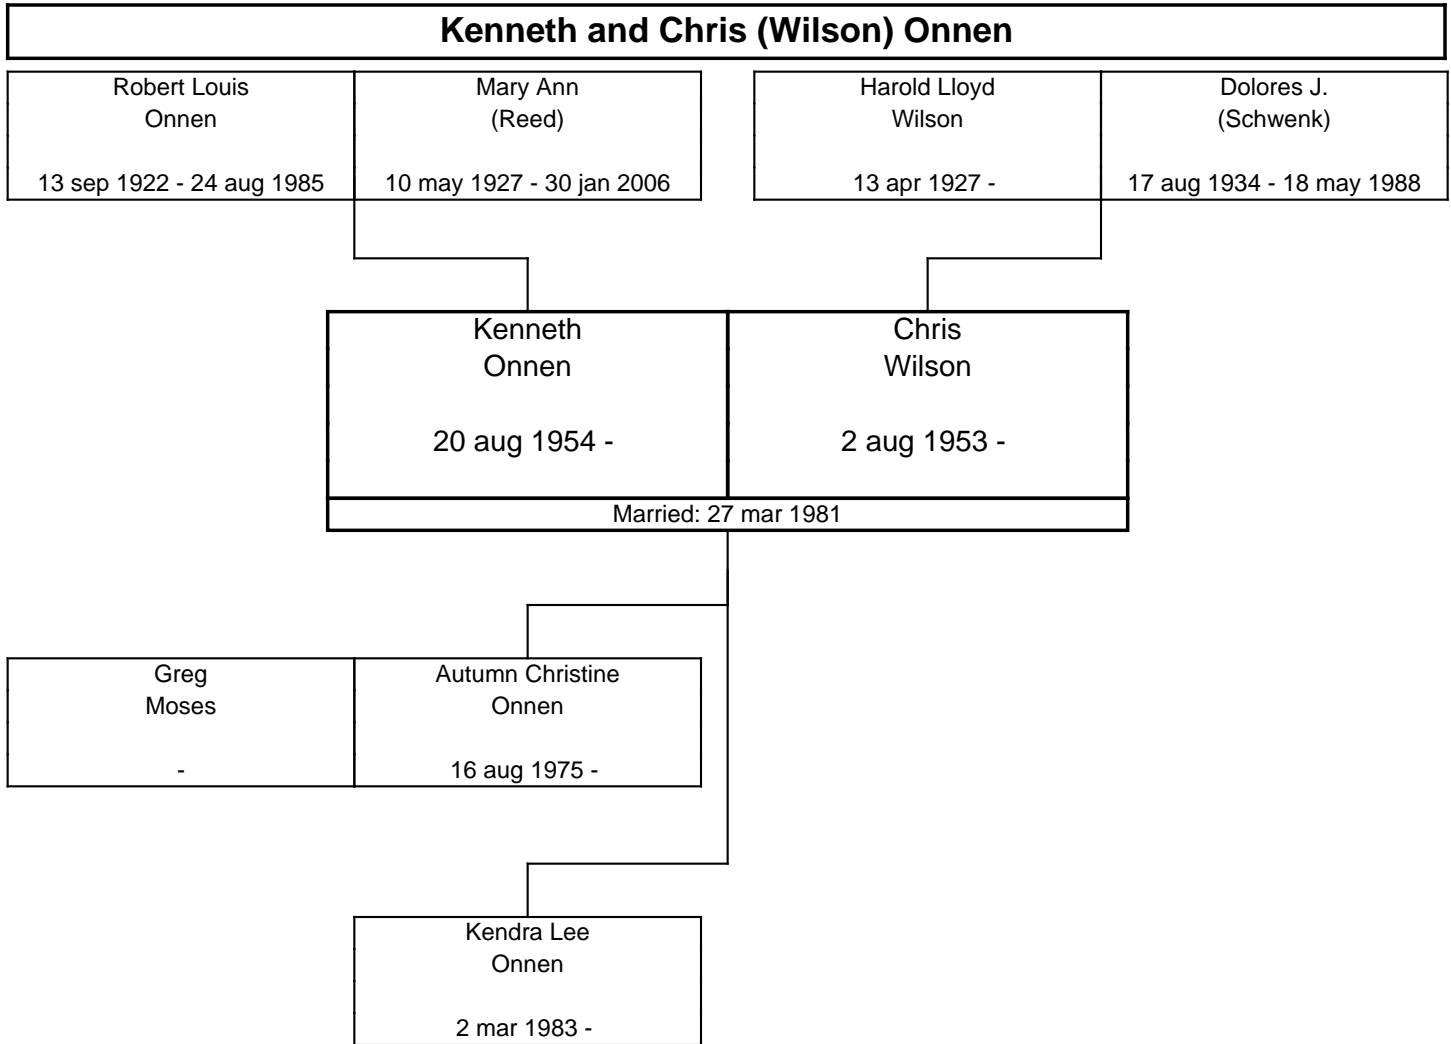 Kenneth and Chris (Wilson) Onnen
Robert Louis
Onnen
13 sep 1922 - 24 aug 1985
Mary Ann
(Reed)
10 may 1927 - 30 jan 2006
Harold Lloyd
Wilson
13 apr 1927 -
Dolores J.
(Schwenk)
17 aug 1934 - 18 may 1988
Kenneth
Onnen
20 aug 1954 -
Chris
Wilson
2 aug 1953 -
Married: 27 mar 1981
Greg
Moses
-
Autumn Christine
Onnen
16 aug 1975 -
Kendra Lee
Onnen
2 mar 1983 -